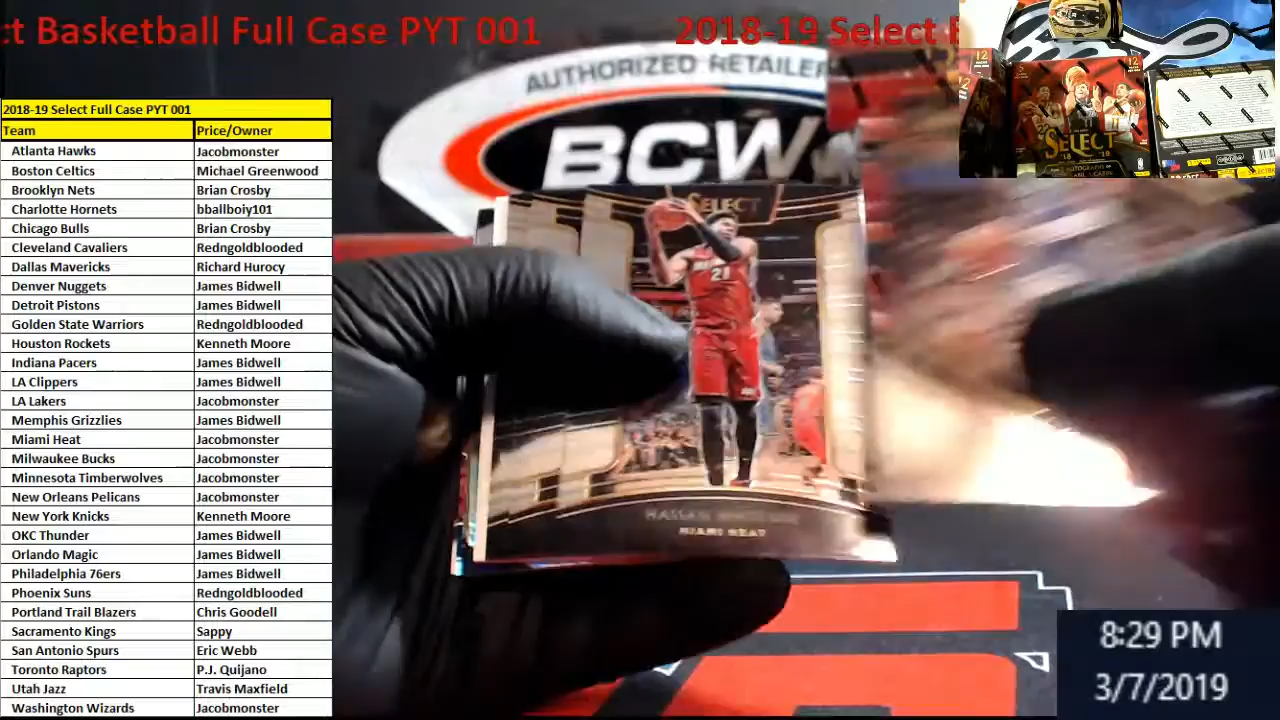 ct Basketball Full Case PYT 001 2018-19 Select
2018-19 Select Full Case PYT 001
Team Price/Owner
Atlanta Hawks Jacobmonster
Boston Celtics Michael Greenwood
Brooklyn Nets Brian Crosby
Charlotte Hornets bballboiy101
Chicago Bulls Brian Crosby
Cleveland Cavaliers Redngoldblooded
Dallas Mavericks Richard Hurocy
Denver Nuggets James Bidwell
Detroit Pistons James Bidwell
Golden State Warriors Redngoldblooded
Houston Rockets Kenneth Moore
Indiana Pacers James Bidwell
LA Clippers James Bidwell
LA Lakers Jacobmonster
Memphis Grizzlies James Bidwell
Miami Heat Jacobmonster
Milwaukee Bucks Jacobmonster
Minnesota Timberwolves Jacobmonster
New Orleans Pelicans Jacobmonster
New York Knicks Kenneth Moore
OKC Thunder James Bidwell
Orlando Magic James Bidwell
Philadelphia 76ers James Bidwell
Phoenix Suns Redngoldblooded
Portland Trail Blazers Chris Goodell
Sacramento Kings Sappy
San Antonio Spurs Eric Webb
Toronto Raptors P.J. Quijano
Utah Jazz Travis Maxfield
Washington Wizards Jacobmonster
AUTHORIZED RETAILER
BCW
SELECT
21
HASSAN
MIAMI HEAT
12
SELECT
12
8:29 PM
3/7/2019